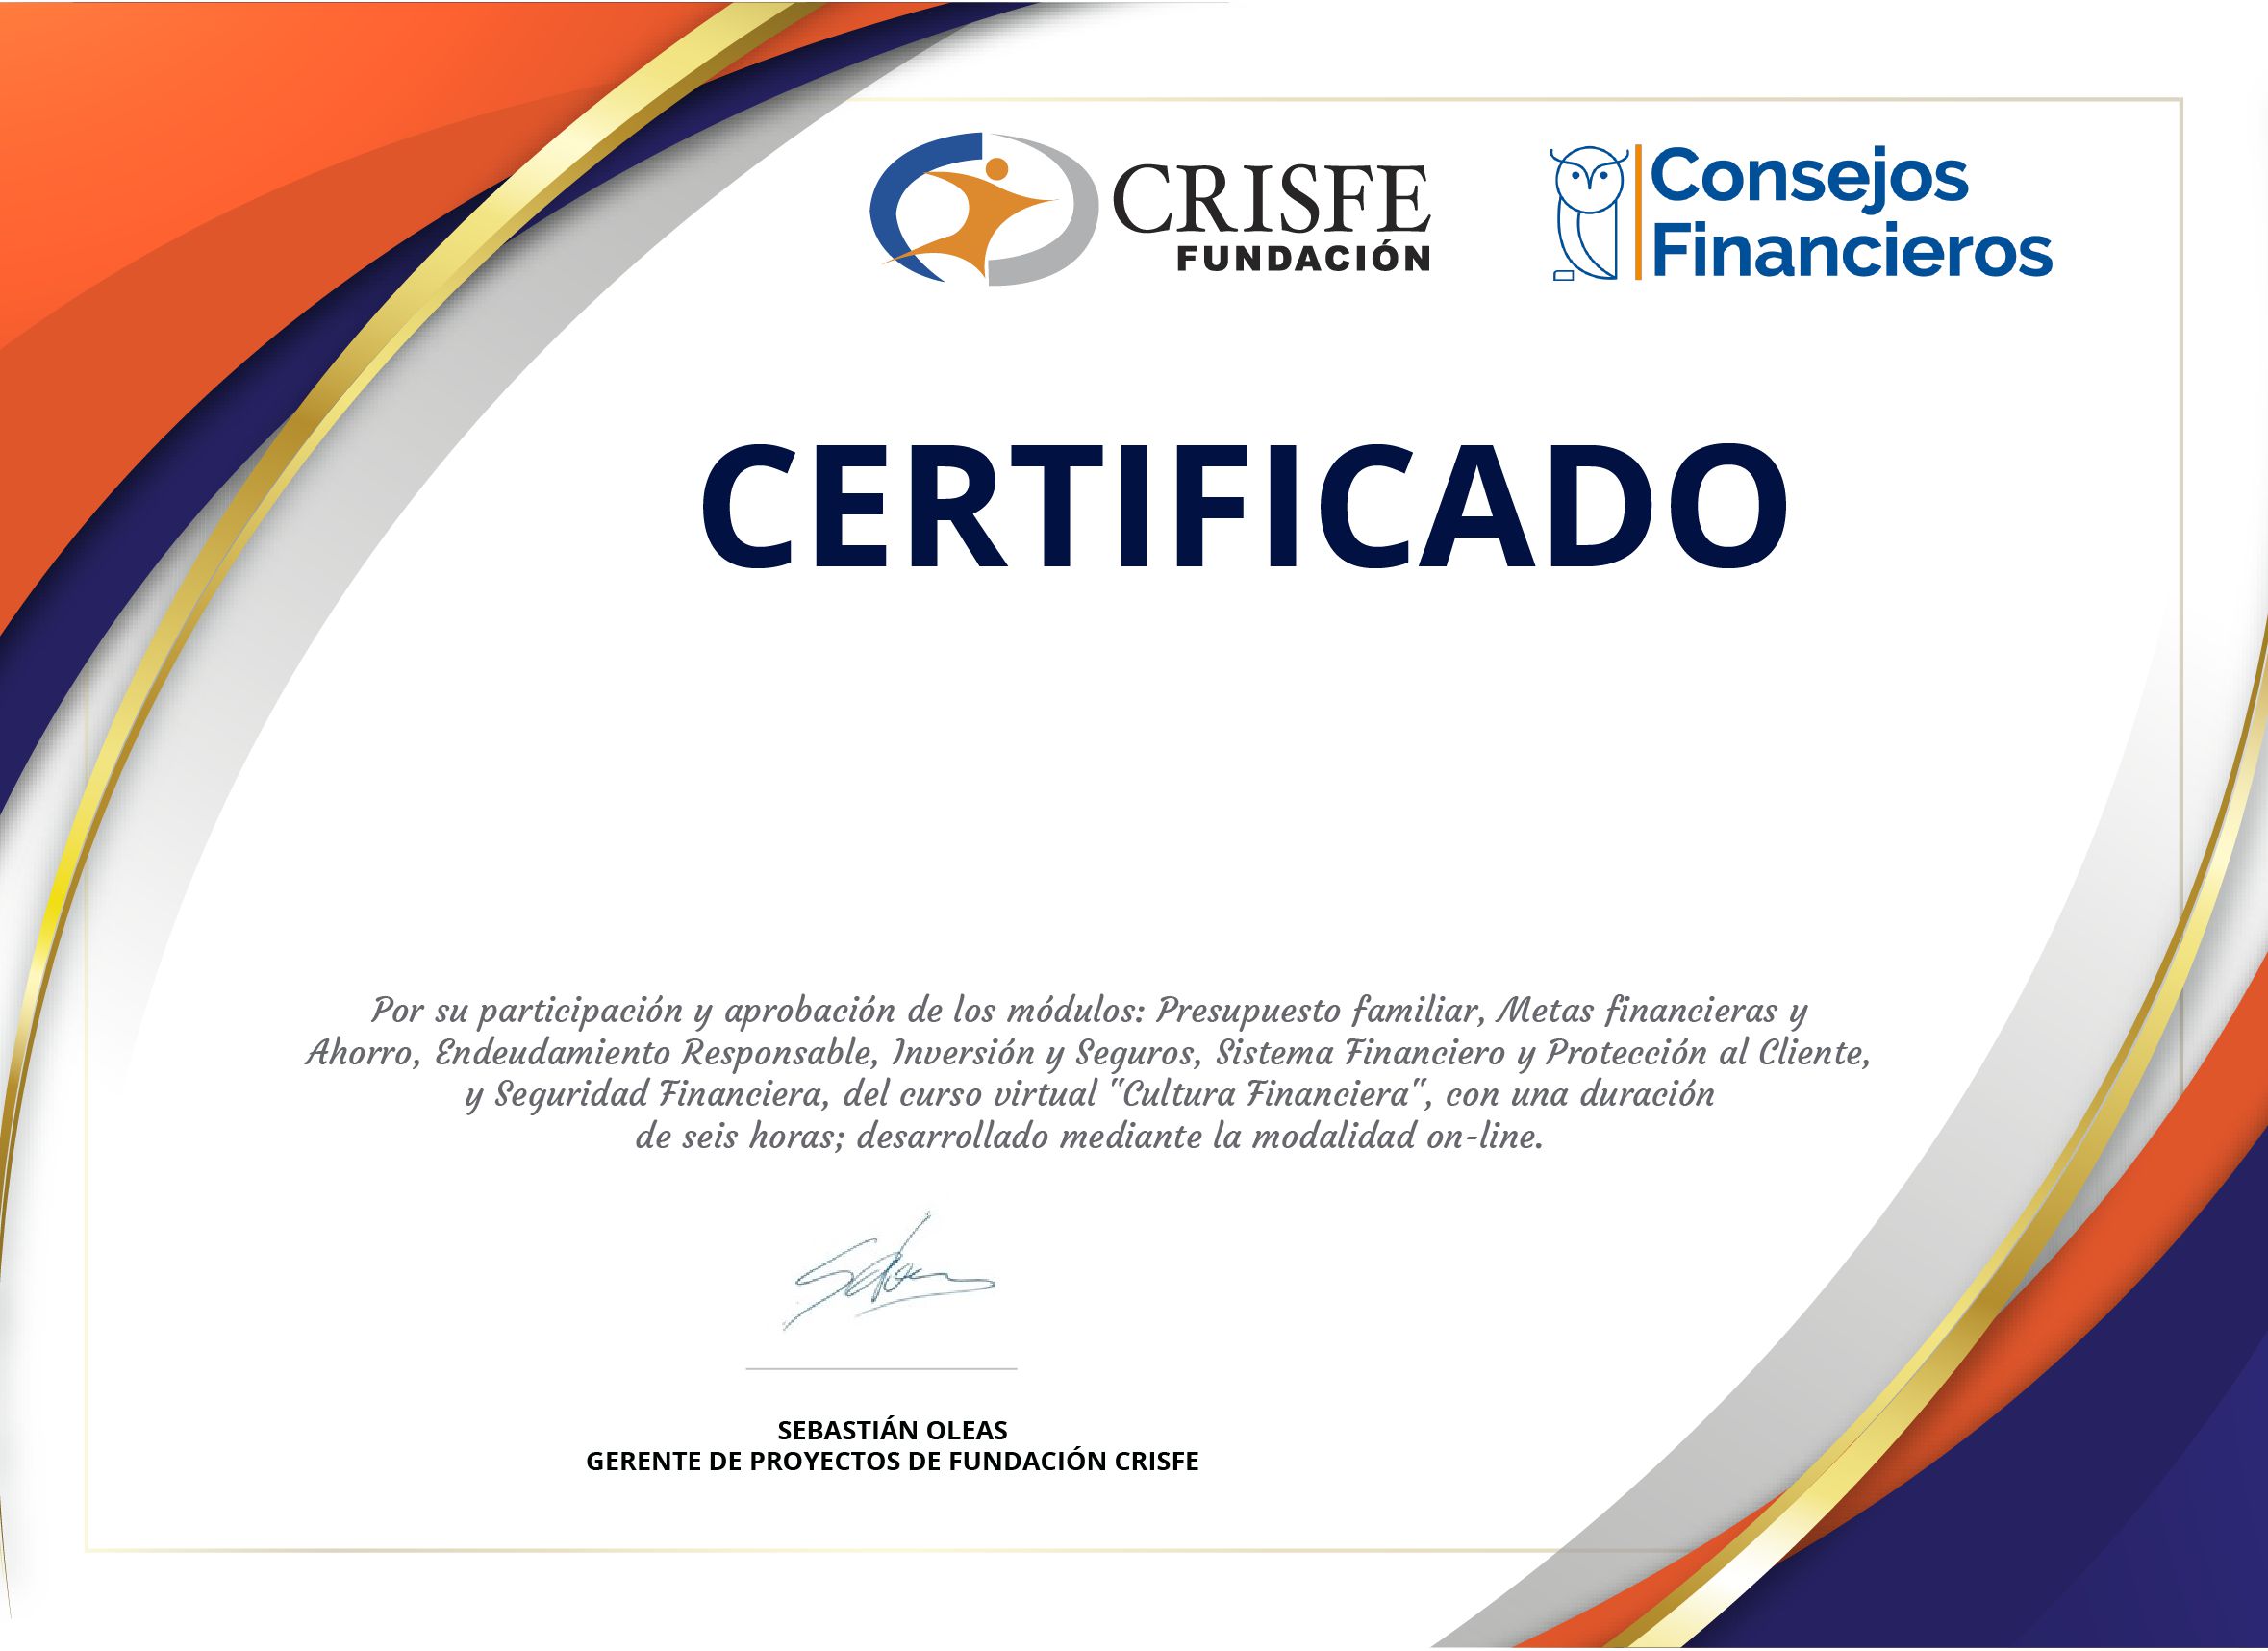 CRISFE
FUNDACIÓN
Consejos
Financieros
CERTIFICADO
Por su participación y aprobación de los módulos: Presupuesto familiar, Metas financieras y
Ahorro, Endeudamiento Responsable, Inversión y Seguros, Sistema Financiero y Protección al Cliente,
y Seguridad Financiera, del curso virtual "Cultura Financiera", con una duración
de seis horas; desarrollado mediante la modalidad on-line.
SEBASTIÁN OLEAS
GERENTE DE PROYECTOS DE FUNDACIÓN CRISFE